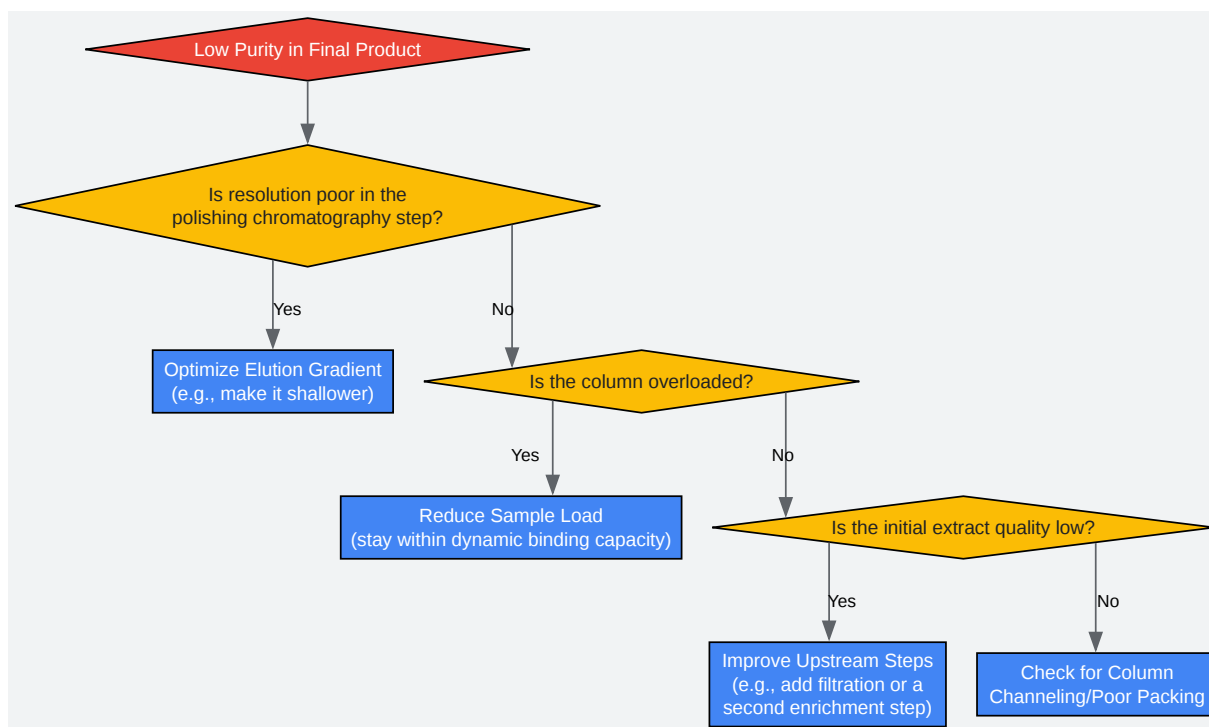 Low Purity in Final Product
Is resolution poor in the
polishing chromatography step?
Yes
No
Optimize Elution Gradient
(e.g., make it shallower)
Is the column overloaded?
Yes
No
Reduce Sample Load
(stay within dynamic binding capacity)
Is the initial extract quality low?
Yes
No
Improve Upstream Steps
(e.g., add filtration or a
second enrichment step)
Check for Column
Channeling/Poor Packing